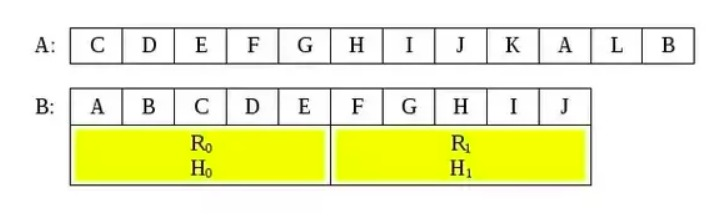 A: C D E F G H I J K A L B
B: A B C D E F G H I J
R₀ R₁
H₀ H₁